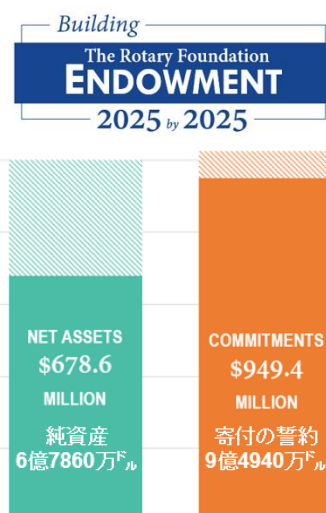 Building
The Rotary Foundation
ENDOWMENT
2025 by 2025
NET ASSETS
$678.6
MILLION
純資産
6億7860万ドル
COMMITMENTS
$949.4
MILLION
寄付の誓約
9億4940万ドル